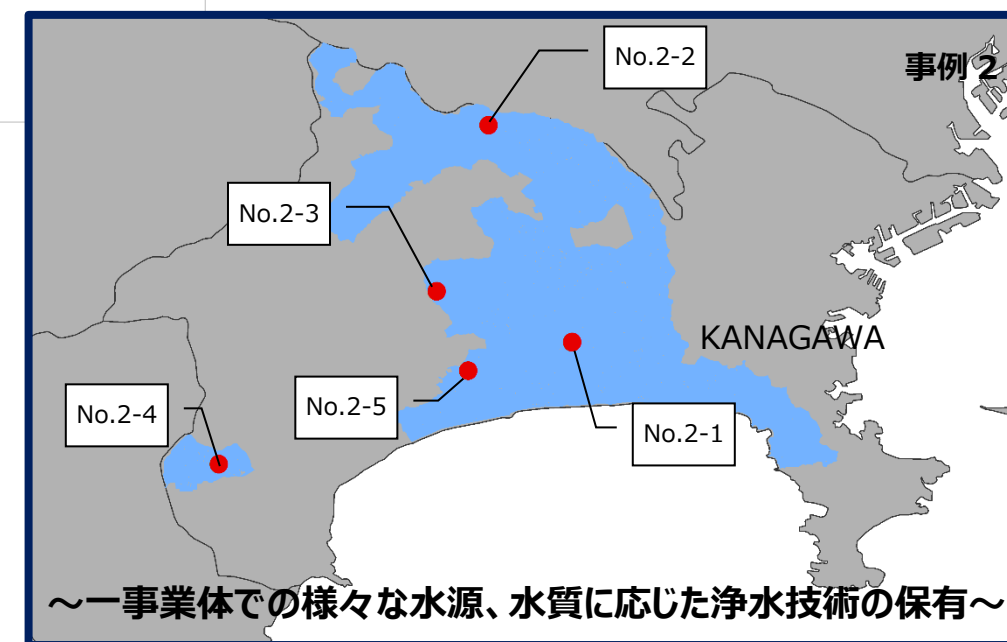 事例 2
No.2-2
No.2-3
KANAGAWA
No.2-4
No.2-5
No.2-1
～一事業体での様々な水源、水質に応じた浄水技術の保有～